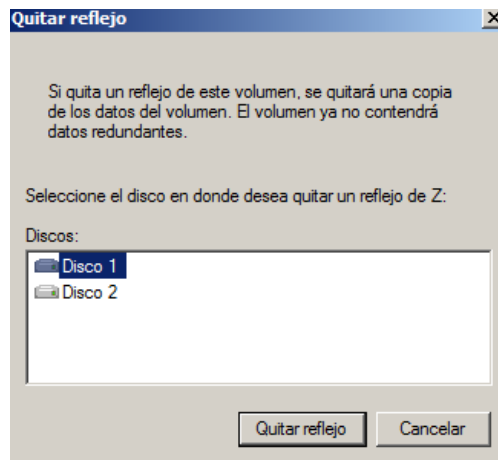 Quitar reflejo
Si quita un reflejo de este volumen, se quitará una copia
de los datos del volumen. El volumen ya no contendrá
datos redundantes.
Seleccione el disco en donde desea quitar un reflejo de Z:
Discos:
Disco 1
Disco 2
Quitar reflejo
Cancelar